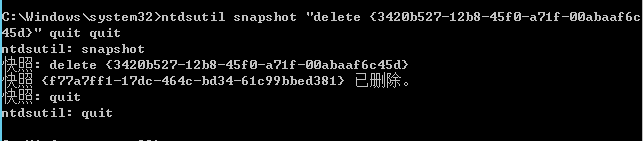 C:\Windows\system32>ntdsutil snapshot "delete {3420b527-12b8-45f0-a71f-00abaaf6c
45d}" quit quit
ntdsutil: snapshot
快照: delete {3420b527-12b8-45f0-a71f-00abaaf6c45d}
快照 {f77a7ff1-17dc-464c-bd34-61c99bbed381} 已删除。
快照: quit
ntdsutil: quit